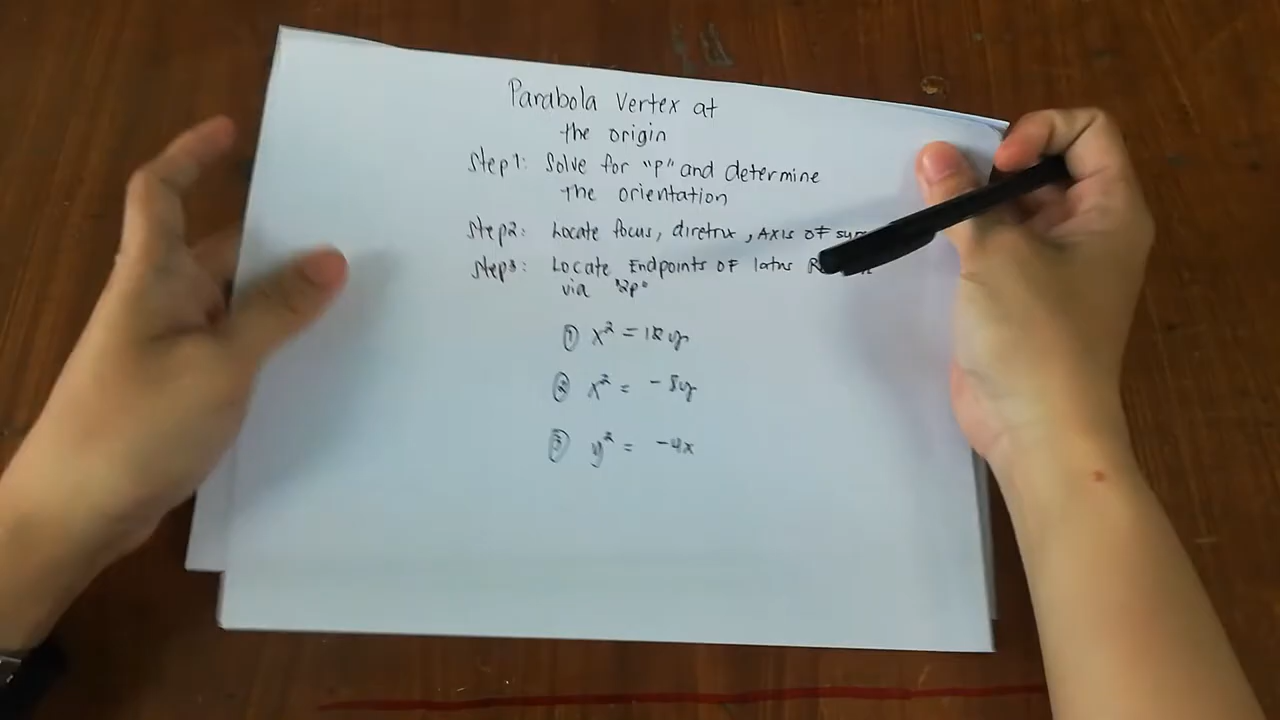 Parabola Vertex at
the origin
Step1: Solve for "P" and determine
the orientation
Step2: Locate focus, diretrix, Axis of
Step3: Locate Endpoints of latus
via "2p"
① x² =
② x² = -8y
③ y² = -4x